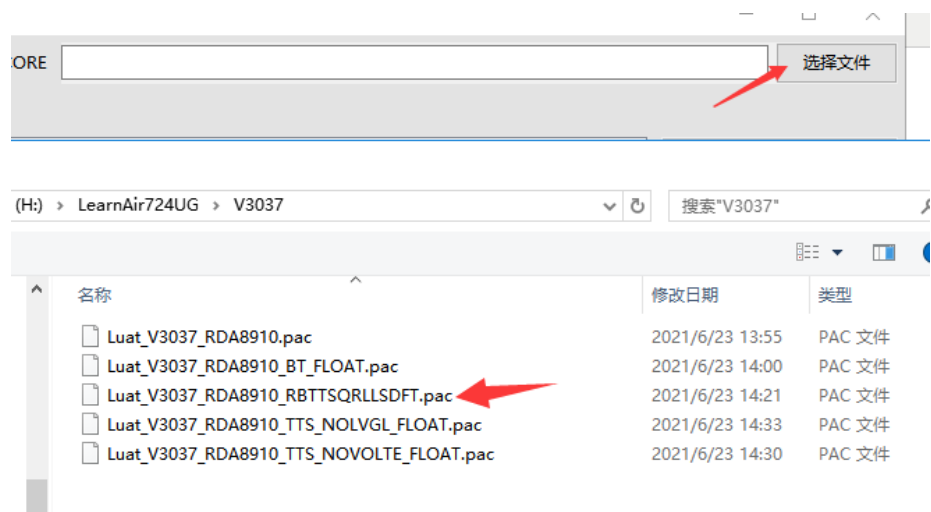 ORE 选择文件
(H:) › LearnAir724UG › V3037 搜索"V3037"
名称 修改日期 类型
Luat_V3037_RDA8910.pac 2021/6/23 13:55 PAC 文件
Luat_V3037_RDA8910_BT_FLOAT.pac 2021/6/23 14:00 PAC 文件
Luat_V3037_RDA8910_RBTTSQRLLSDFT.pac 2021/6/23 14:21 PAC 文件
Luat_V3037_RDA8910_TTS_NOLVGL_FLOAT.pac 2021/6/23 14:33 PAC 文件
Luat_V3037_RDA8910_TTS_NOVOLTE_FLOAT.pac 2021/6/23 14:30 PAC 文件